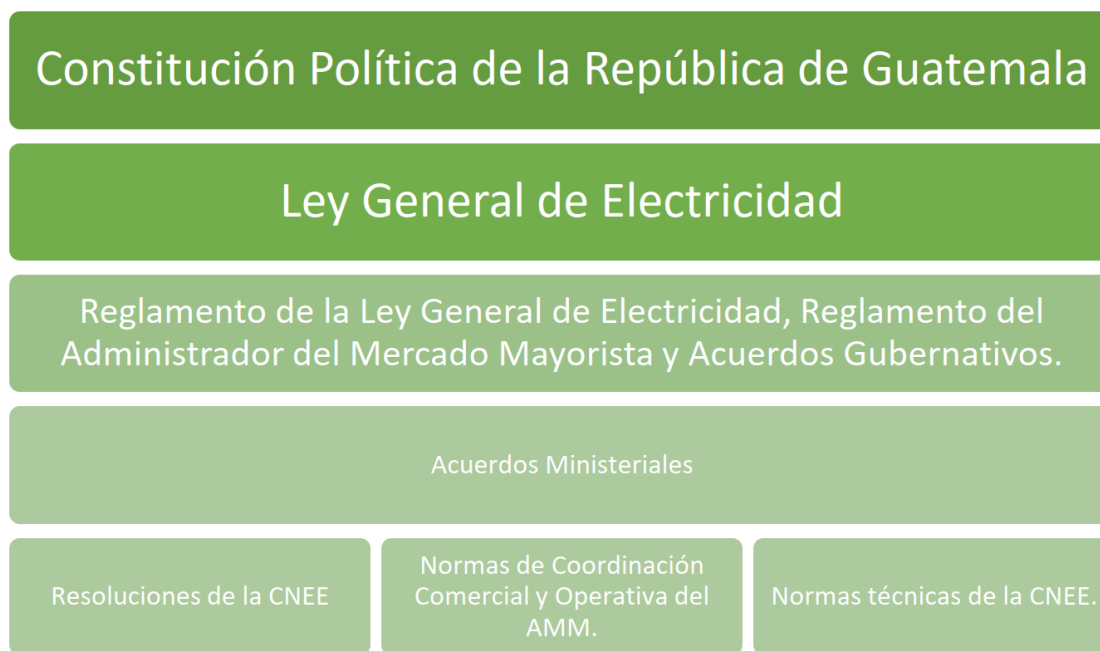 Constitución Política de la República de Guatemala
Ley General de Electricidad
Reglamento de la Ley General de Electricidad, Reglamento del
Administrador del Mercado Mayorista y Acuerdos Gubernativos.
Acuerdos Ministeriales
Resoluciones de la CNEE
Normas de Coordinación
Comercial y Operativa del
AMM.
Normas técnicas de la CNEE.